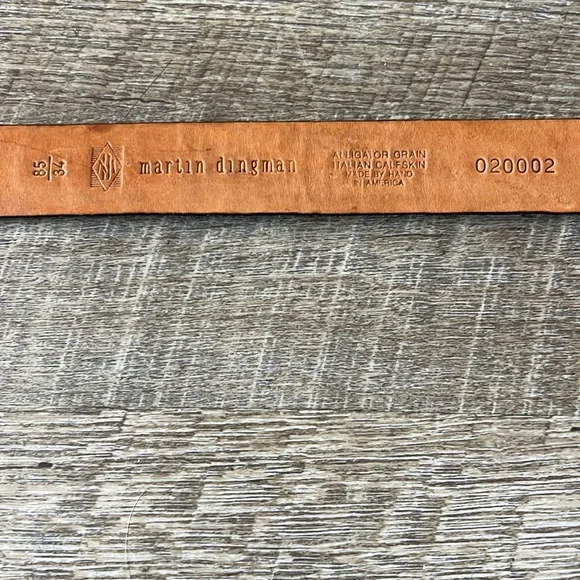 85
34
martin dingman
ALLIGATOR GRAIN
ITALIAN CALFSKIN
MADE BY HAND
IN AMERICA
020002